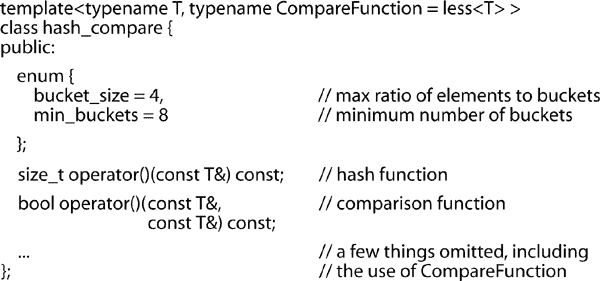 template<typename T, typename CompareFunction = less<T> >
class hash_compare {
public:
enum {
bucket_size = 4, // max ratio of elements to buckets
min_buckets = 8 // minimum number of buckets
};
size_t operator()(const T&) const; // hash function
bool operator()(const T&, // comparison function
const T&) const;
... // a few things omitted, including
}; // the use of CompareFunction